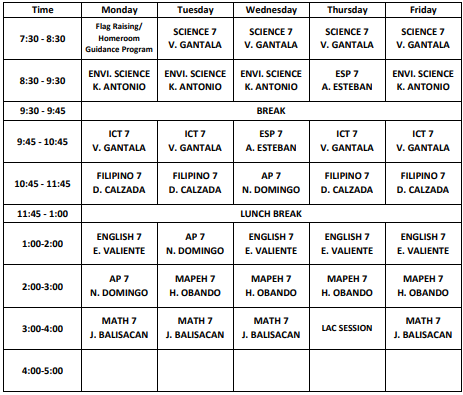 Time Monday Tuesday Wednesday Thursday Friday
7:30 - 8:30
Flag Raising/
Homeroom
Guidance Program
SCIENCE 7
V. GANTALA
SCIENCE 7
V. GANTALA
SCIENCE 7
V. GANTALA
SCIENCE 7
V. GANTALA
8:30 - 9:30
ENVI. SCIENCE
K. ANTONIO
ENVI. SCIENCE
K. ANTONIO
ENVI. SCIENCE
K. ANTONIO
ESP 7
A. ESTEBAN
ENVI. SCIENCE
K. ANTONIO
9:30 - 9:45 BREAK
9:45 - 10:45
ICT 7
V. GANTALA
ICT 7
V. GANTALA
ESP 7
A. ESTEBAN
ICT 7
V. GANTALA
ICT 7
V. GANTALA
10:45 - 11:45
FILIPINO 7
D. CALZADA
FILIPINO 7
D. CALZADA
AP 7
N. DOMINGO
FILIPINO 7
D. CALZADA
FILIPINO 7
D. CALZADA
11:45 - 1:00 LUNCH BREAK
1:00-2:00
ENGLISH 7
E. VALIENTE
AP 7
N. DOMINGO
ENGLISH 7
E. VALIENTE
ENGLISH 7
E. VALIENTE
ENGLISH 7
E. VALIENTE
2:00-3:00
AP 7
N. DOMINGO
MAPEH 7
H. OBANDO
MAPEH 7
H. OBANDO
MAPEH 7
H. OBANDO
MAPEH 7
H. OBANDO
3:00-4:00
MATH 7
J. BALISACAN
MATH 7
J. BALISACAN
MATH 7
J. BALISACAN
LAC SESSION
MATH 7
J. BALISACAN
4:00-5:00